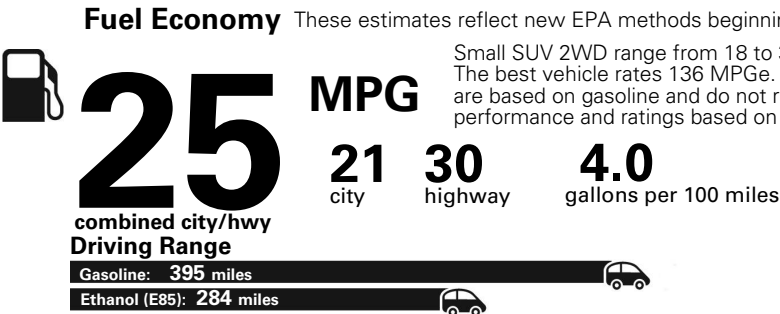 Fuel Economy These estimates reflect new EPA methods
Small SUV 2WD range from 18 to
The best vehicle rates 136 MPGe.
are based on gasoline and do not
performance and ratings based on
25 MPG
21 30 4.0
city highway gallons per 100 miles
combined city/hwy
Driving Range
Gasoline: 395 miles
Ethanol (E85): 284 miles